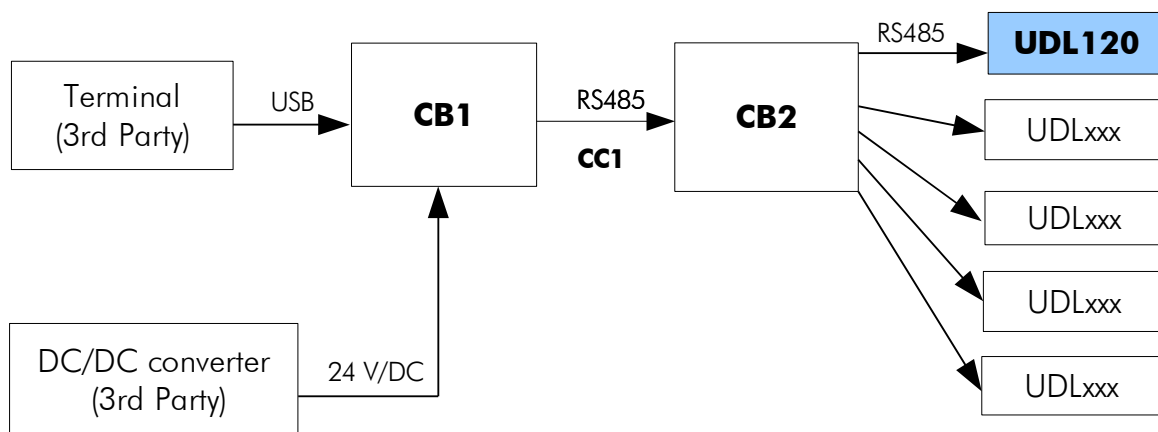 Terminal
(3rd Party)
USB
CB1
RS485
CC1
CB2
RS485
UDL120
UDLxxx
UDLxxx
UDLxxx
UDLxxx
DC/DC converter
(3rd Party)
24 V/DC